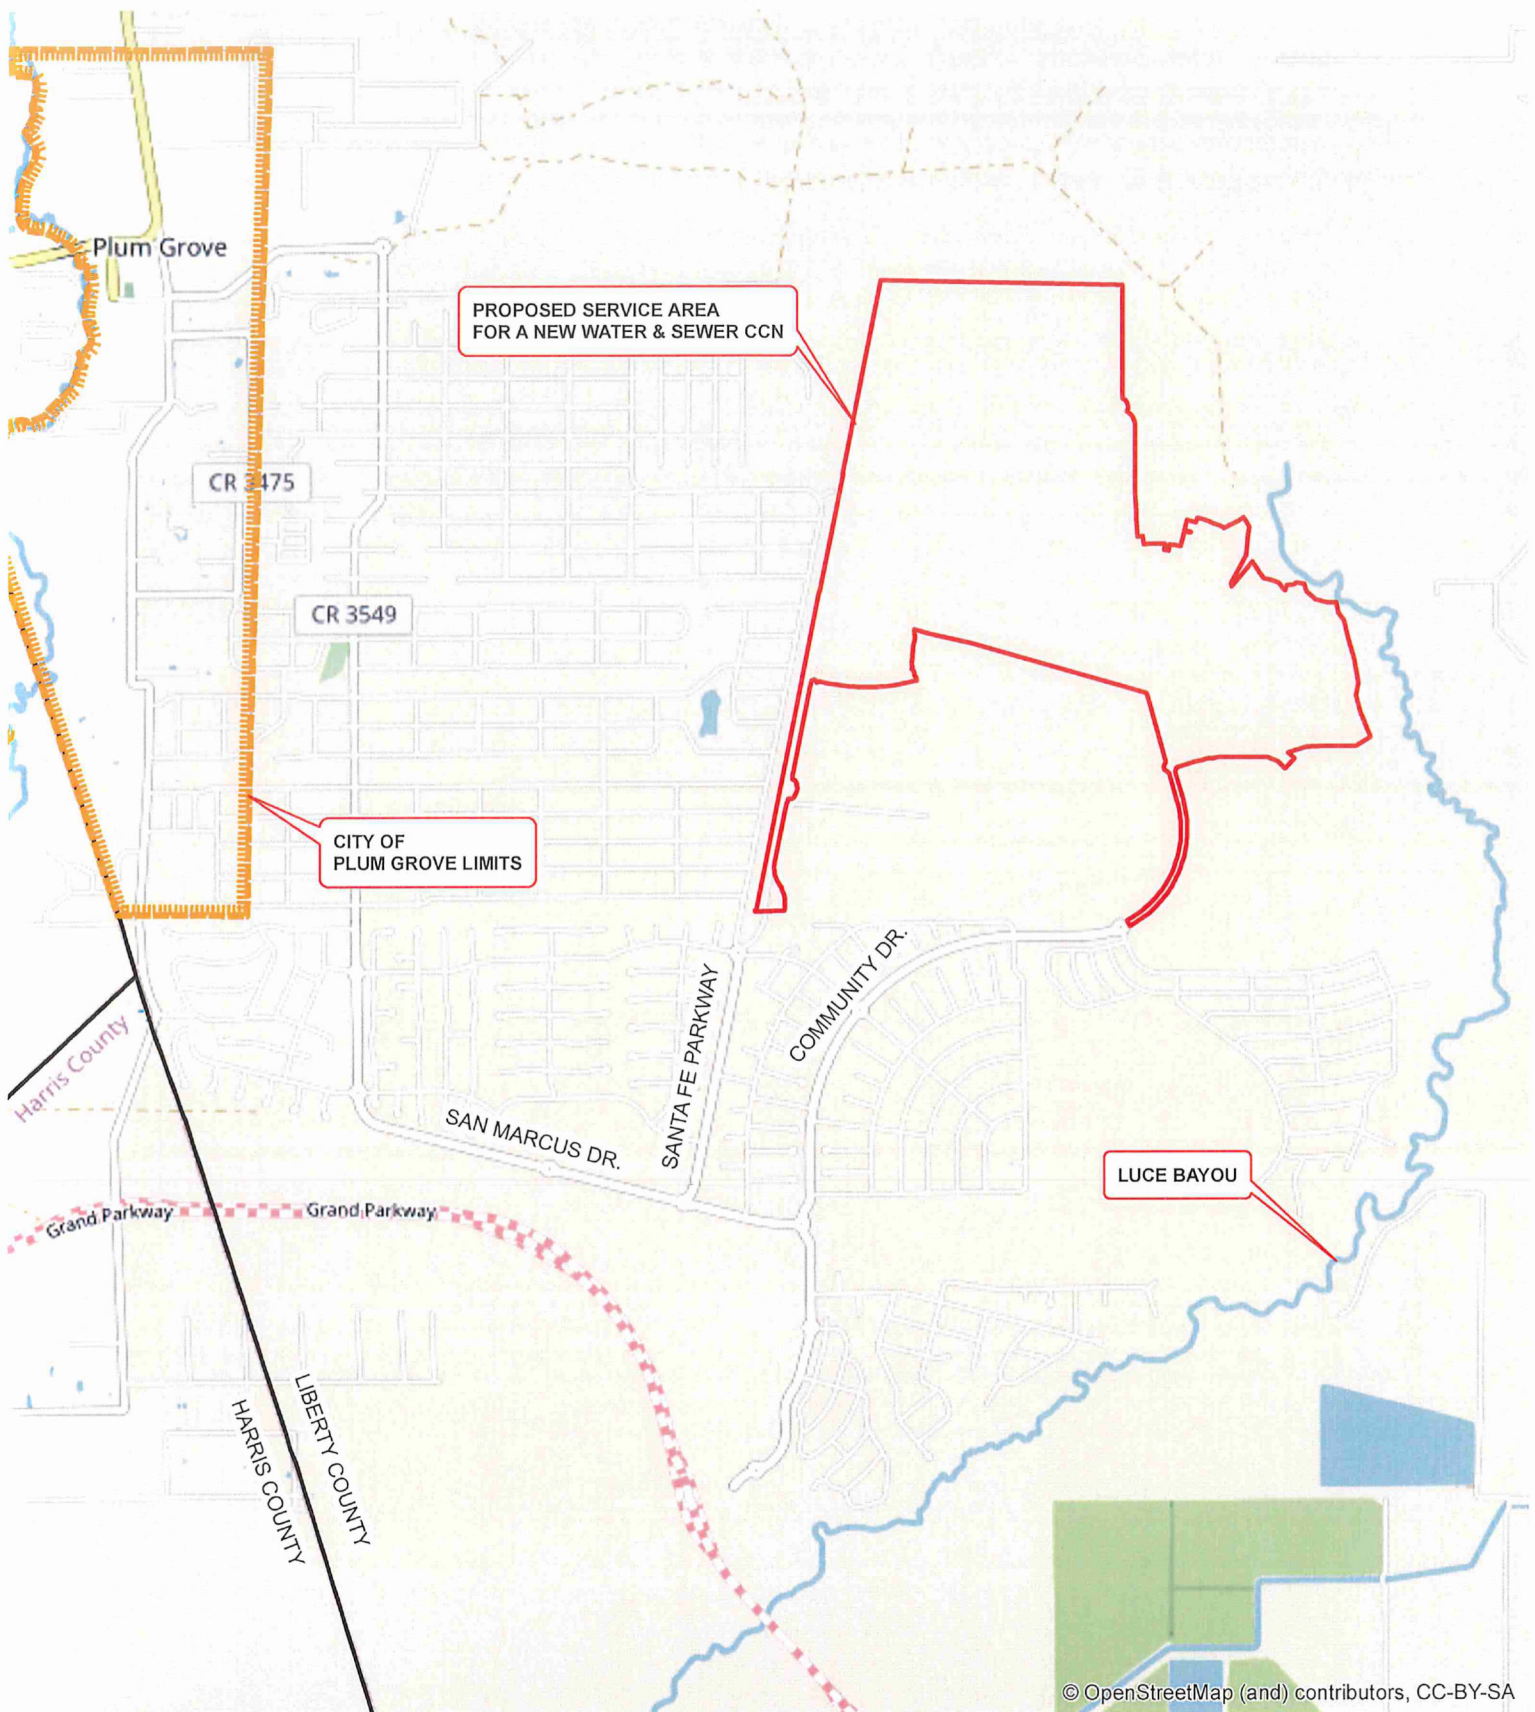 Plum Grove
PROPOSED SERVICE AREA
FOR A NEW WATER & SEWER CCN
CR 3475
CR 3549
CITY OF
PLUM GROVE LIMITS
COMMUNITY DR.
SANTA FE PARKWAY
Harris County
SAN MARCUS DR.
LUCE BAYOU
Grand Parkway
Grand Parkway
LIBERTY COUNTY
HARRIS COUNTY
© OpenStreetMap (and) contributors, CC-BY-SA